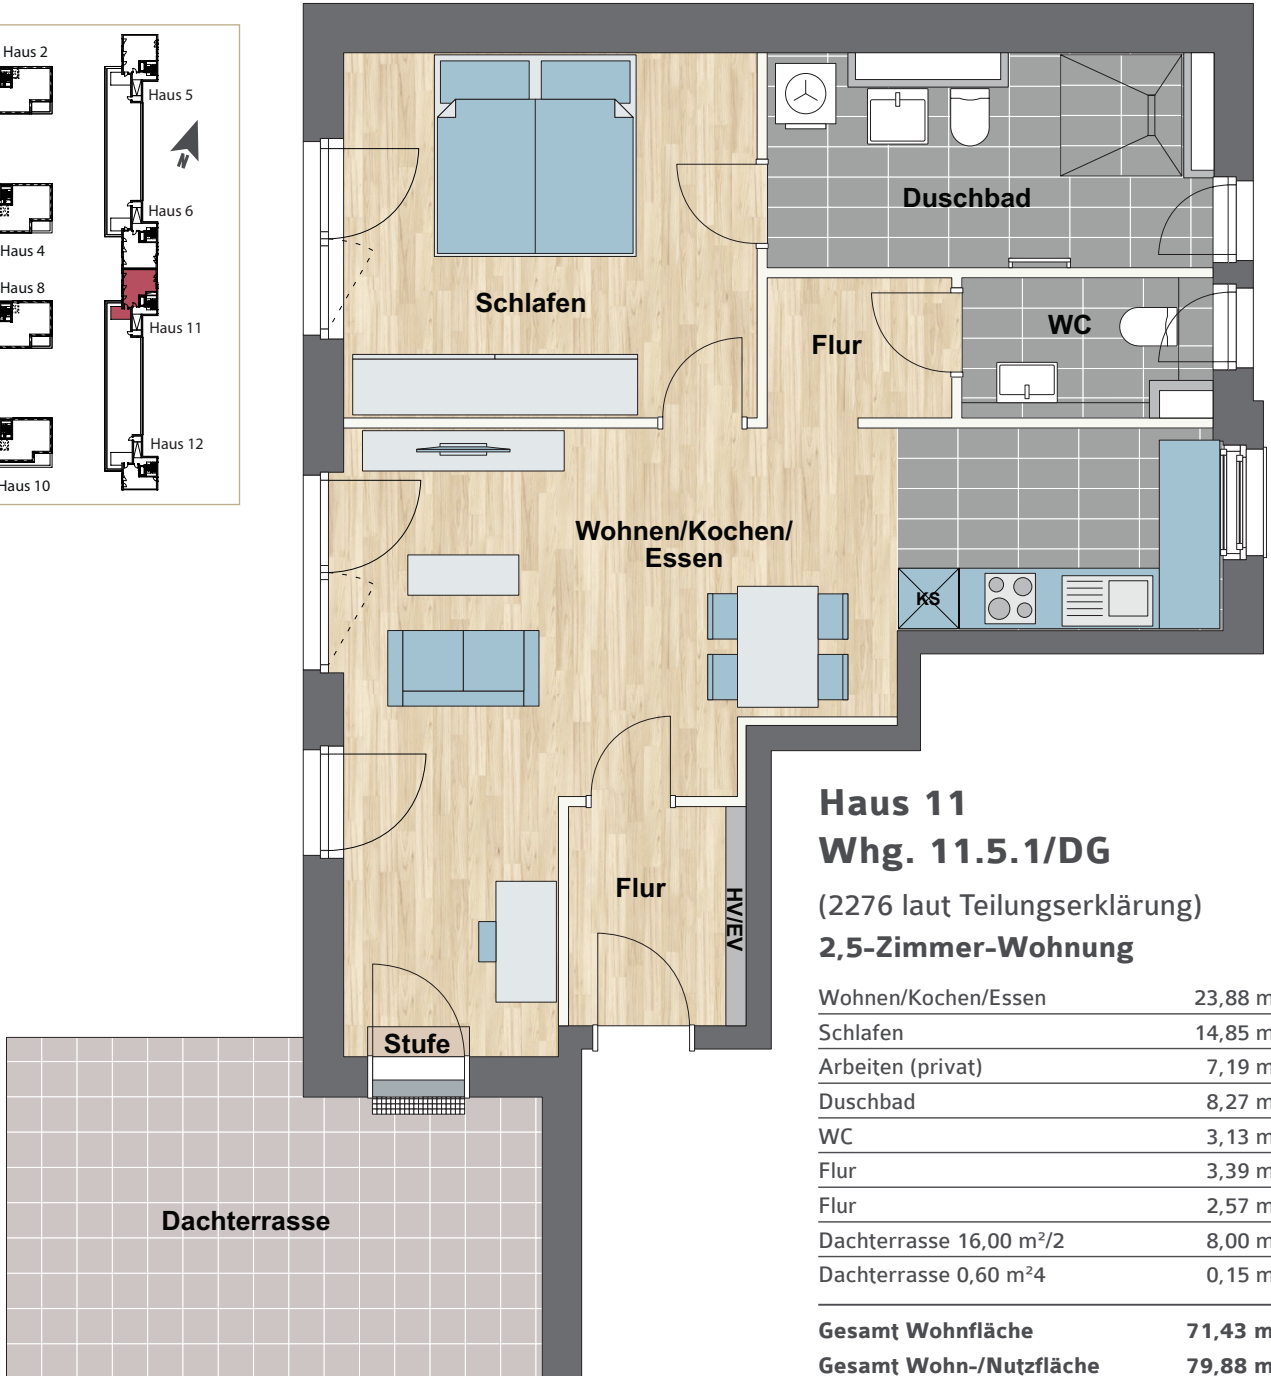 Haus 2
Haus 5
Haus 6
Haus 4
Haus 8
Haus 11
Haus 12
Haus 10
N
Schlafen
Duschbad
Flur
WC
Wohnen/Kochen/
Essen
KS
Flur
HV/EV
Stufe
Dachterrasse
Haus 11
Whg. 11.5.1/DG
(2276 laut Teilungserklärung)
2,5-Zimmer-Wohnung
Wohnen/Kochen/Essen 23,88 m
Schlafen 14,85 m
Arbeiten (privat) 7,19 m
Duschbad 8,27 m
WC 3,13 m
Flur 3,39 m
Flur 2,57 m
Dachterrasse 16,00 m²/2 8,00 m
Dachterrasse 0,60 m²4 0,15 m
Gesamt Wohnfläche 71,43 m
Gesamt Wohn-/Nutzfläche 79,88 m